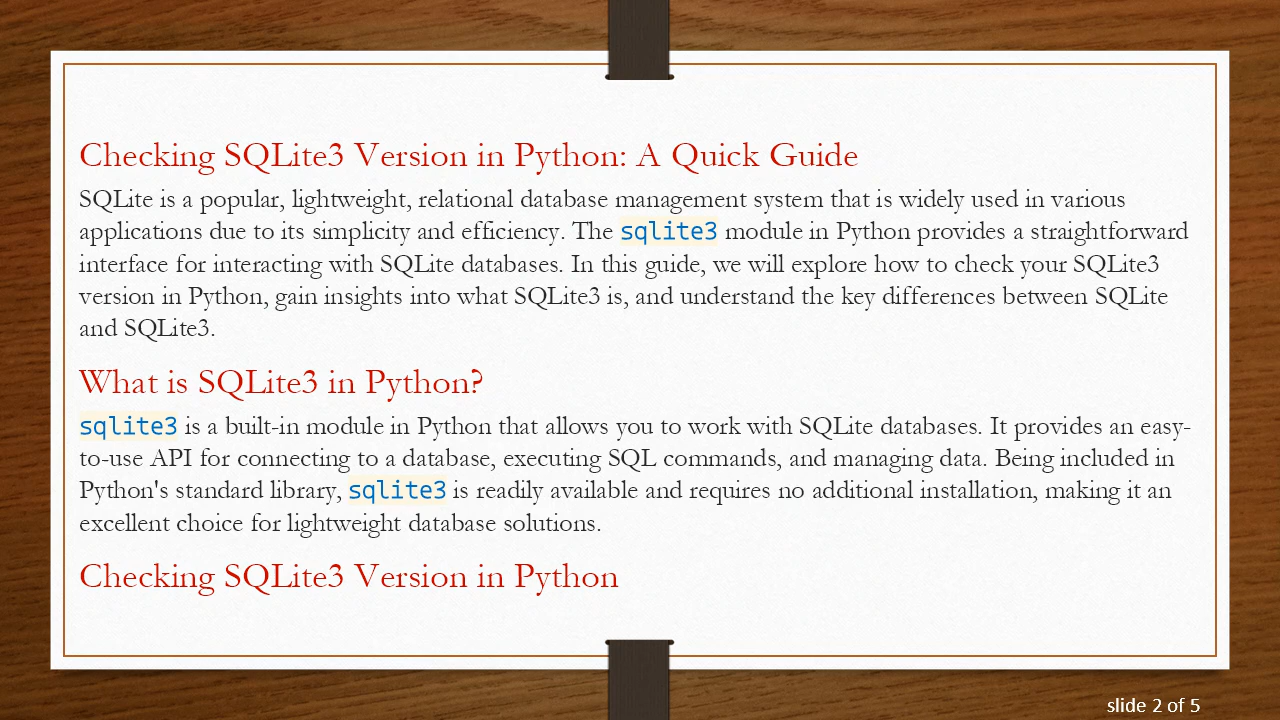 Checking SQLite3 Version in Python: A Quick Guide
SQLite is a popular, lightweight, relational database management system that is widely used in various
applications due to its simplicity and efficiency. The sqlite3 module in Python provides a straightforward
interface for interacting with SQLite databases. In this guide, we will explore how to check your SQLite3
version in Python, gain insights into what SQLite3 is, and understand the key differences between SQLite
and SQLite3.
What is SQLite3 in Python?
sqlite3 is a built-in module in Python that allows you to work with SQLite databases. It provides an easy-
to-use API for connecting to a database, executing SQL commands, and managing data. Being included in
Python's standard library, sqlite3 is readily available and requires no additional installation, making it an
excellent choice for lightweight database solutions.
Checking SQLite3 Version in Python
slide 2 of 5